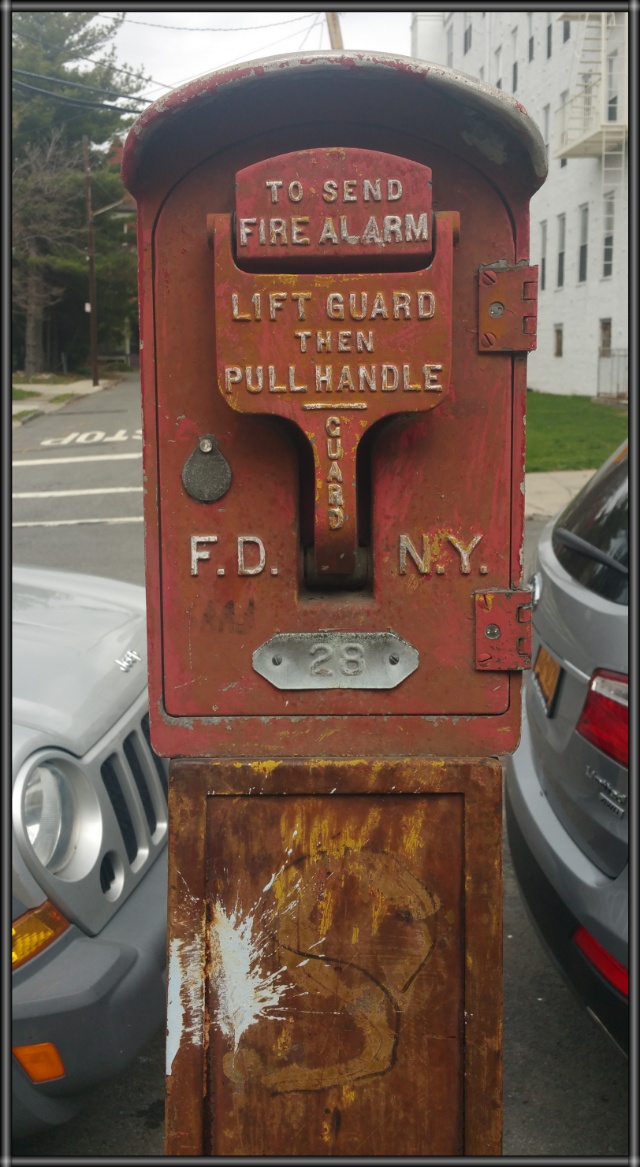 TO SEND
FIRE ALARM
LIFT GUARD
THEN
PULL HANDLE
GUARD
F.D. N.Y.
28
STOP
Jeep
S